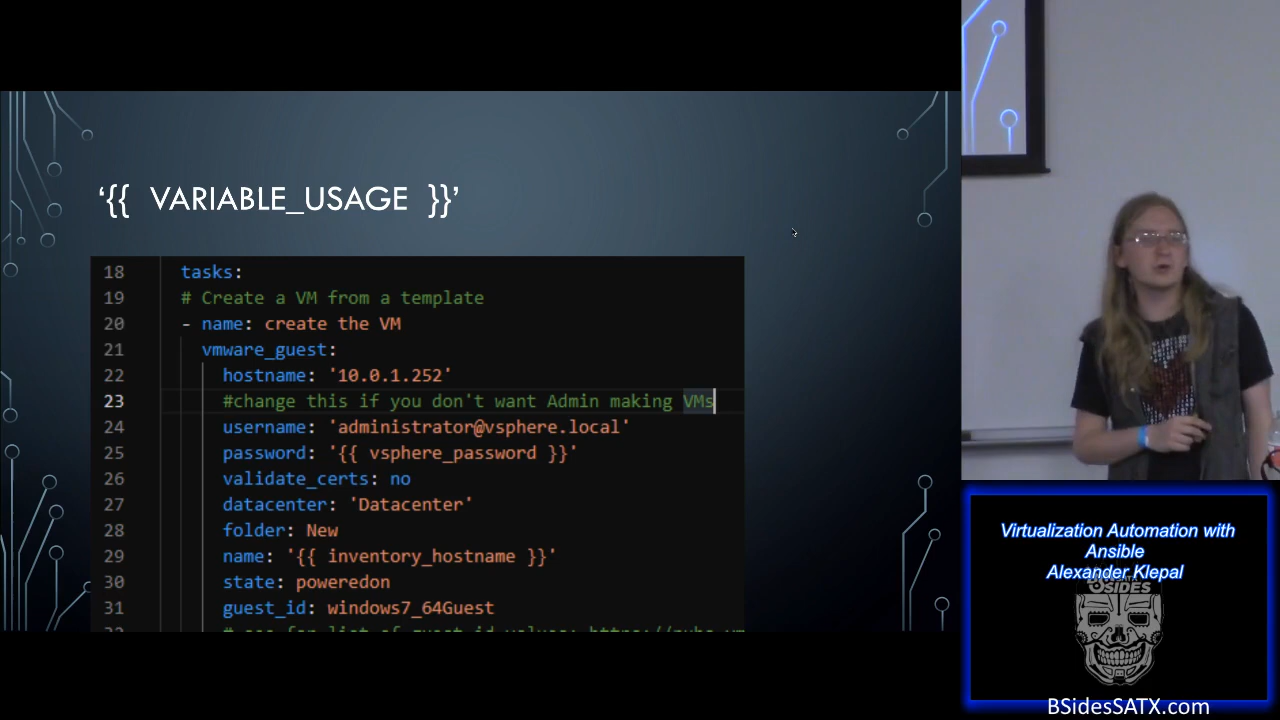 ‘{{ VARIABLE_USAGE }}’
18 tasks:
19 # Create a VM from a template
20 - name: create the VM
21 vmware_guest:
22 hostname: '10.0.1.252'
23 #change this if you don't want Admin making VMs
24 username: 'administrator@vsphere.local'
25 password: '{{ vsphere_password }}'
26 validate_certs: no
27 datacenter: 'Datacenter'
28 folder: New
29 name: '{{ inventory_hostname }}'
30 state: poweredon
31 guest_id: windows7_64Guest
Virtualization Automation with
Ansible
Alexander Klepal
BSIDES
BSidesSATX.com